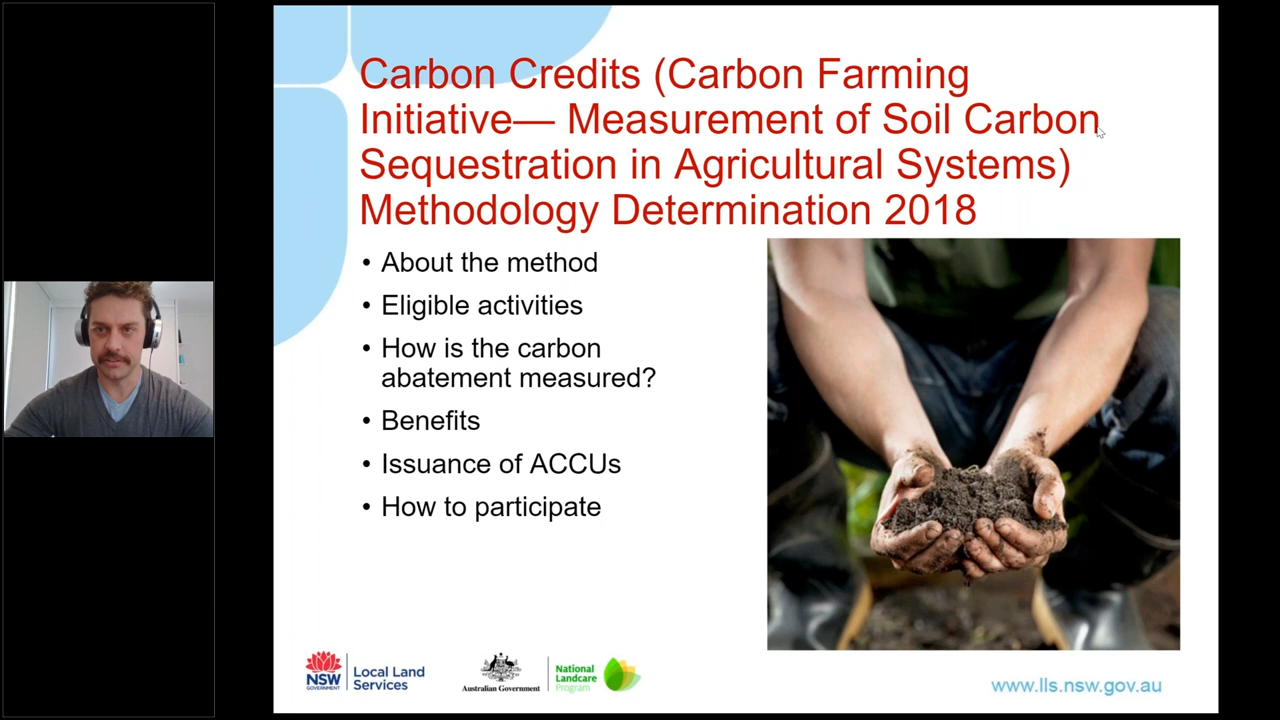 Carbon Credits (Carbon Farming
Initiative— Measurement of Soil Carbon
Sequestration in Agricultural Systems)
Methodology Determination 2018
• About the method
• Eligible activities
• How is the carbon
abatement measured?
• Benefits
• Issuance of ACCUs
• How to participate
NSW
GOVERNMENT
Local Land
Services
Australian Government
National
Landcare
Program
www.lls.nsw.gov.au